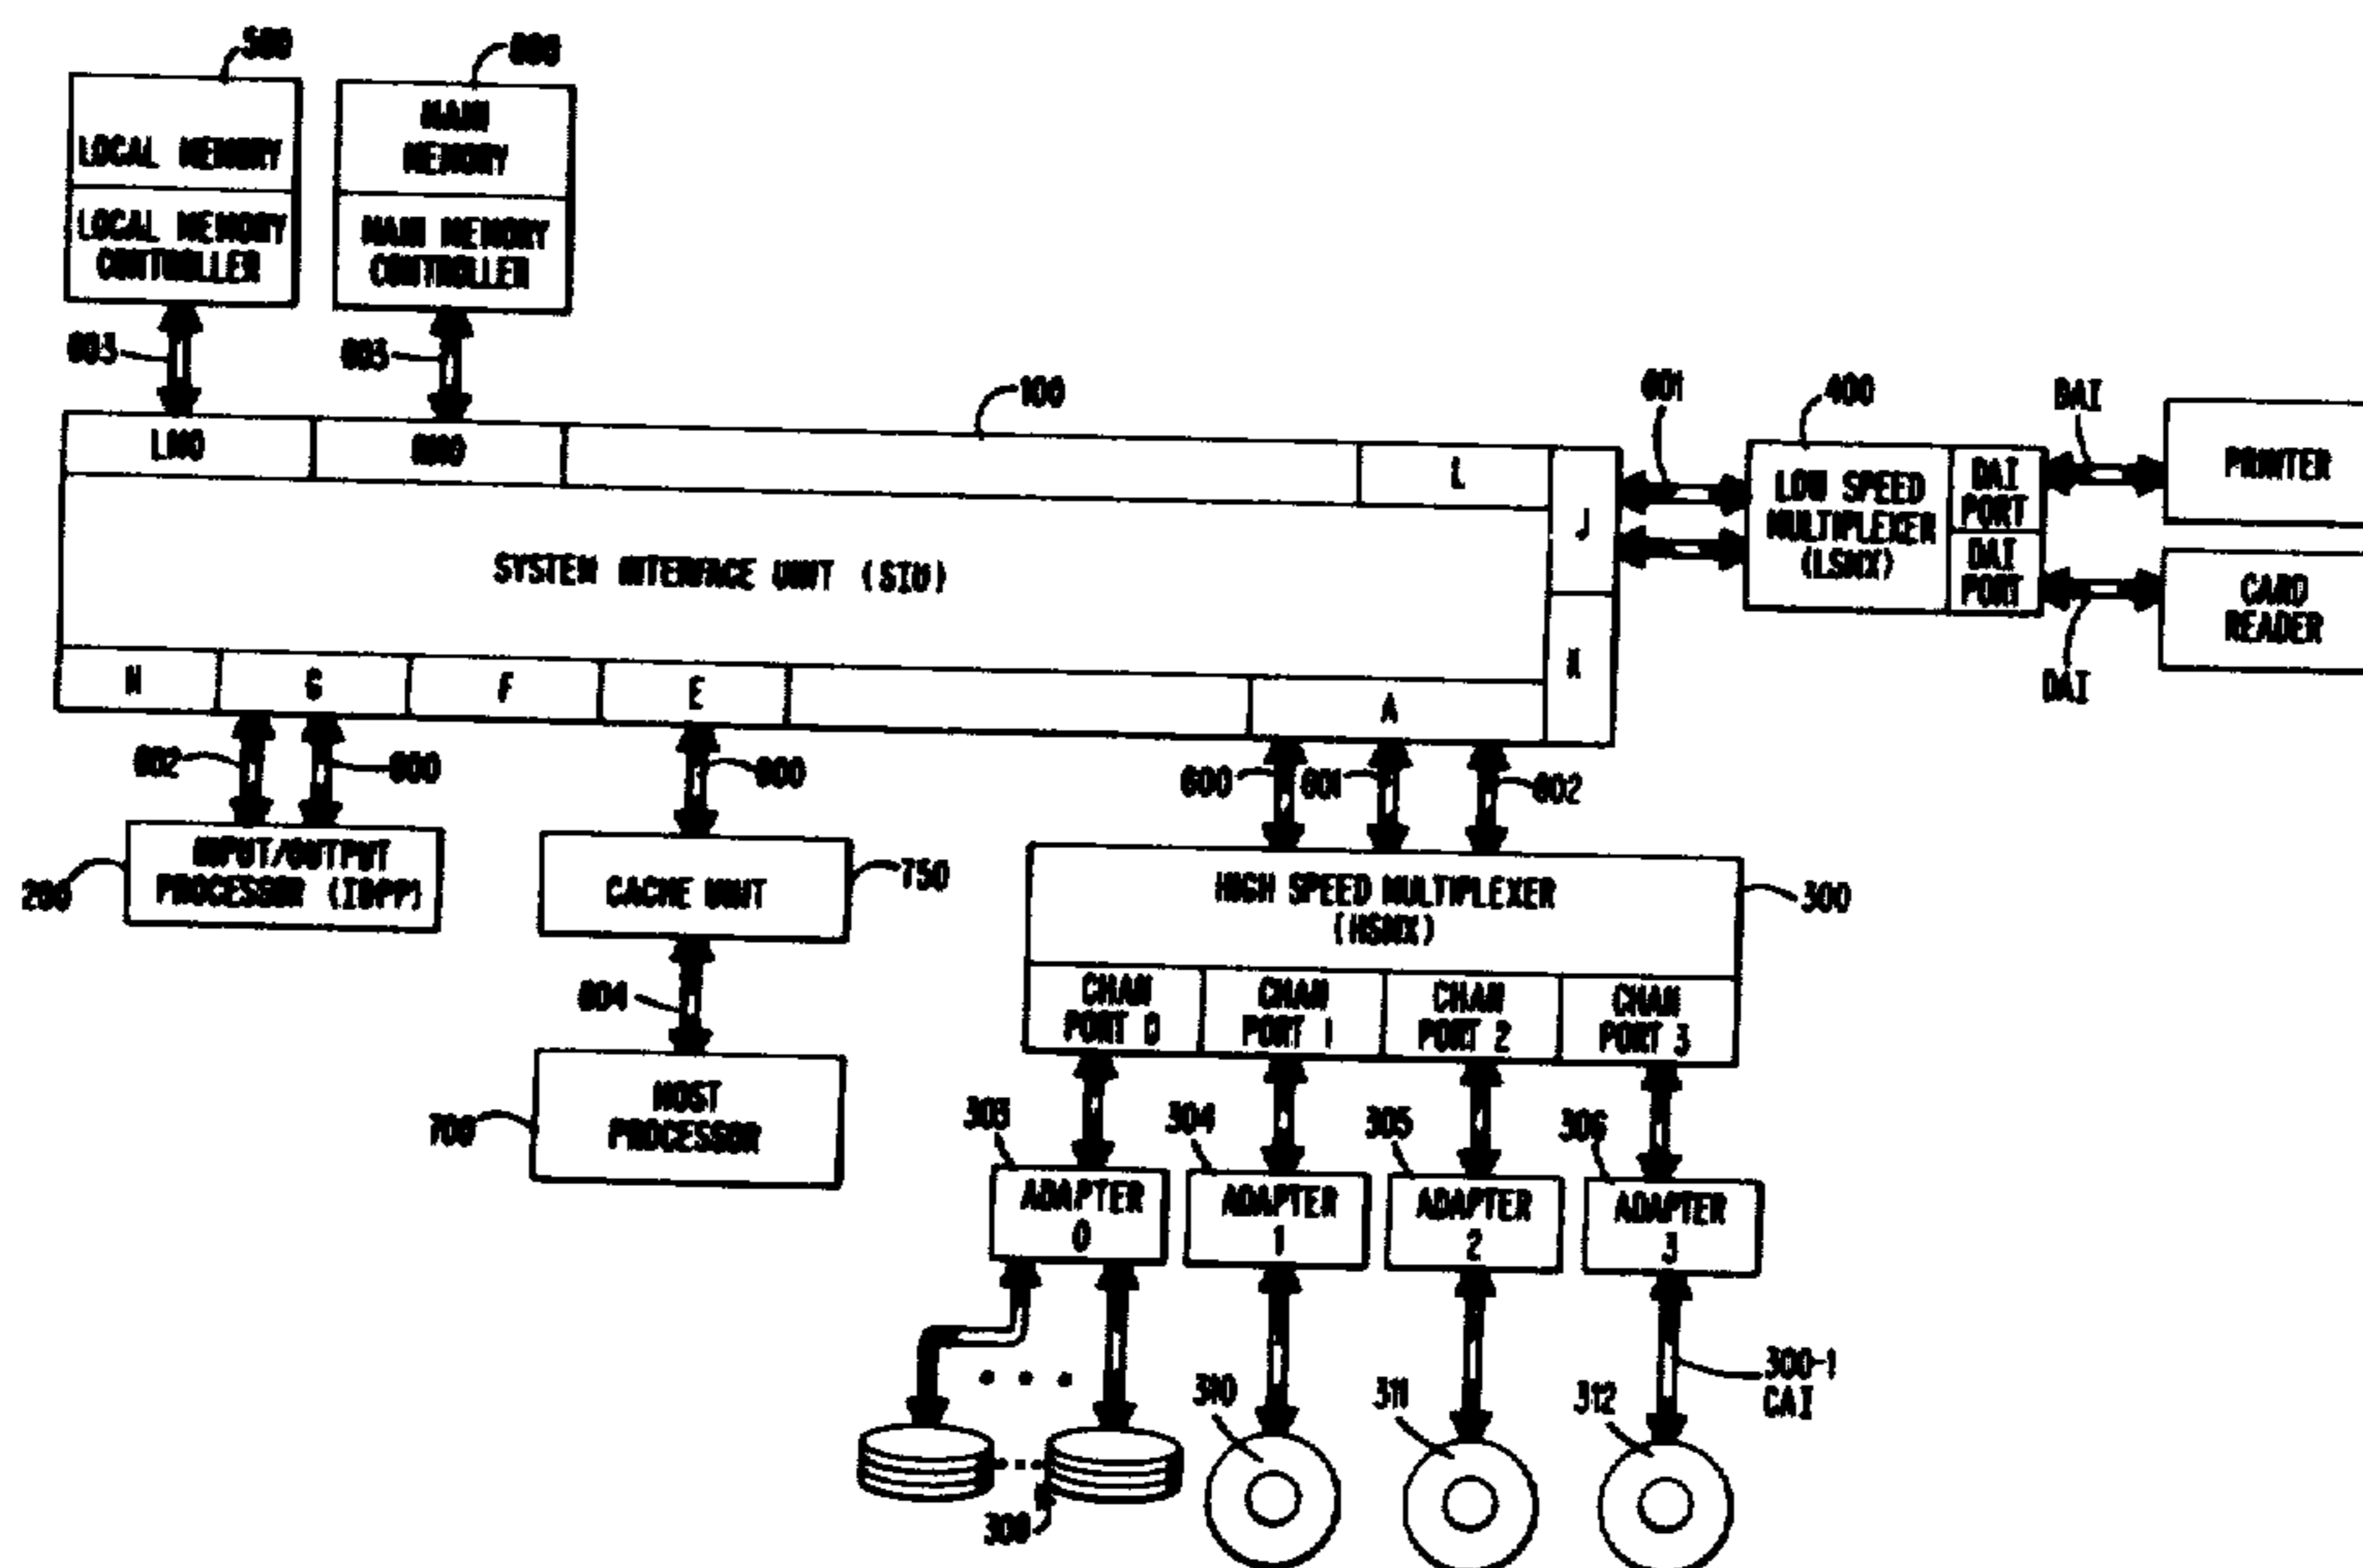 500
LOCAL MEMORY
LOCAL MEMORY
CONTROLLER
MAIN
MEMORY
MAIN MEMORY
CONTROLLER
603
100
LMO
L
J
K
SYSTEM INTERFACE UNIT (SIU)
H
G
F
E
A
601
400
LOW SPEED
MULTIPLEXER
(LSMX)
DAI
PORT
DAI
PORT
DAI
PRINTER
CARD
READER
DAI
602
600
INPUT/OUTPUT
PROCESSOR (IOPP)
200
600
CACHE UNIT
750
604
HOST
PROCESSOR
700
600
601
602
HIGH SPEED MULTIPLEXER
(HSMX)
300
CHAN
PORT 0
CHAN
PORT 1
CHAN
PORT 2
CHAN
PORT 3
303
304
305
306
ADAPTER
0
ADAPTER
1
ADAPTER
2
ADAPTER
3
310
311
312
300-1
CAI